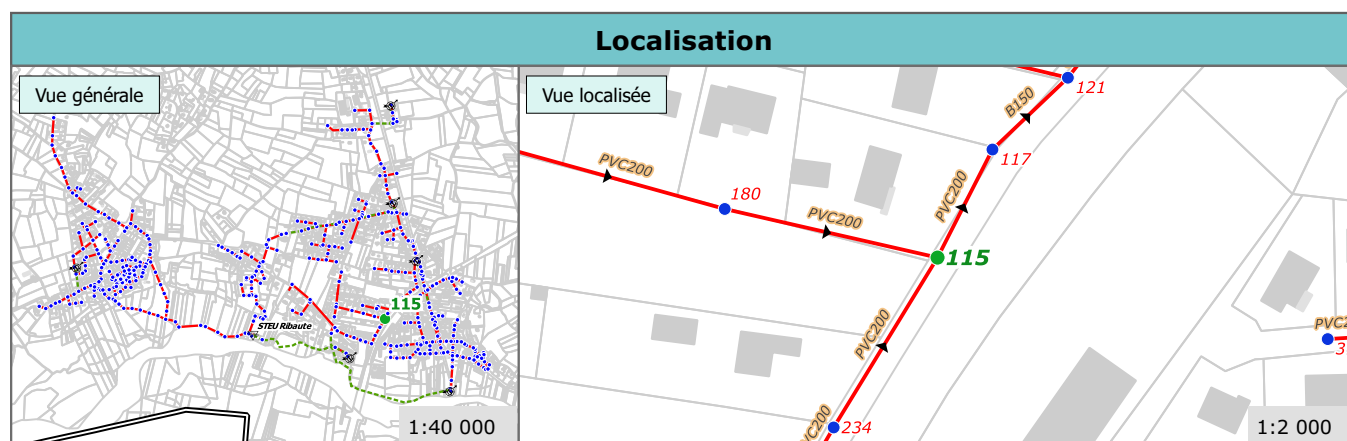 Localisation
Vue générale
115
STEU Ribaute
1:40 000
Vue localisée
121
B150
117
PVC200
180
PVC200
PVC200
115
PVC200
PVC200
234
1:2 000